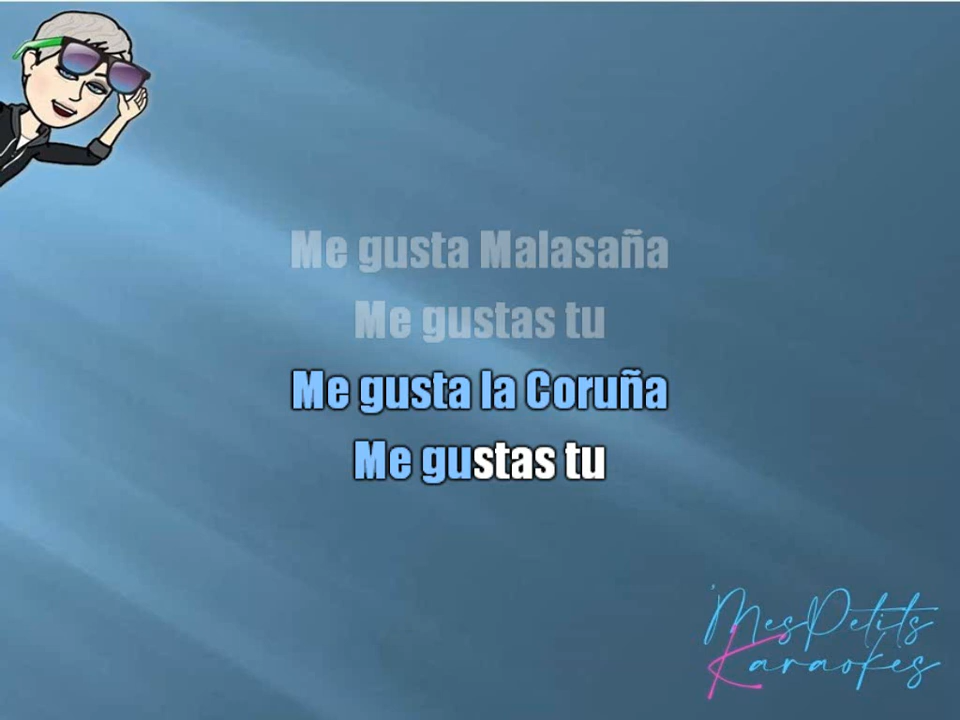 Me gusta Malasaña
Me gustas tu
Me gusta la Coruña
Me gustas tu
MesPetits
Karaokes